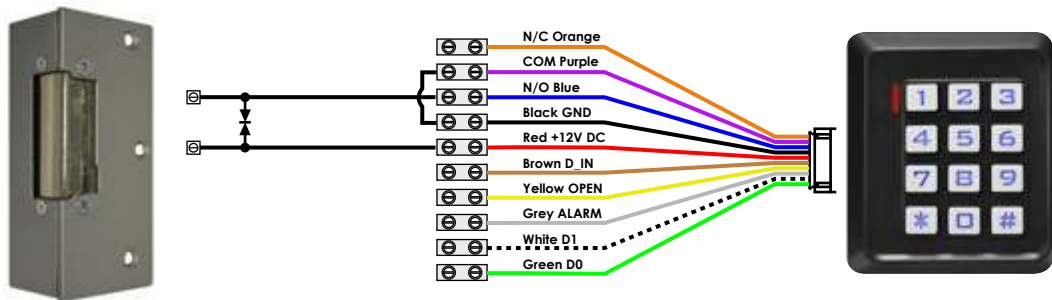 N/C Orange
COM Purple
N/O Blue
Black GND
Red +12V DC
Brown D_IN
Yellow OPEN
Grey ALARM
White D1
Green D0
1 2 3
4 5 6
7 8 9
* 0 #